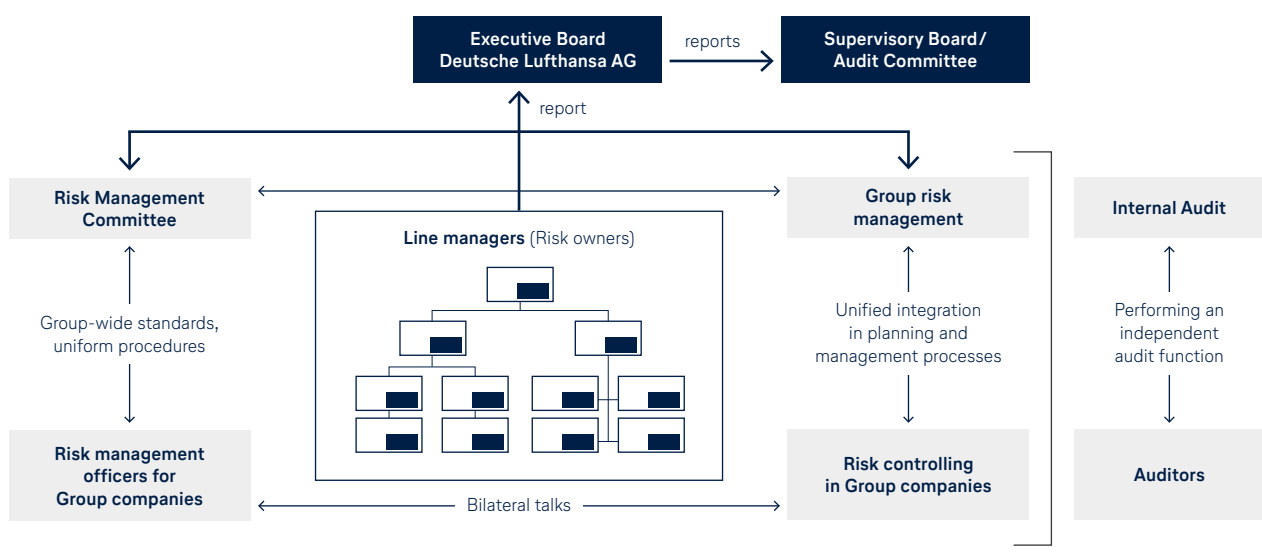 Executive Board
Deutsche Lufthansa AG
reports
Supervisory Board/
Audit Committee
report
Risk Management
Committee
Group risk
management
Internal Audit
Line managers (Risk owners)
Group-wide standards,
uniform procedures
Unified integration
in planning and
management processes
Performing an
independent
audit function
Risk management
officers for
Group companies
Bilateral talks
Risk controlling
in Group companies
Auditors